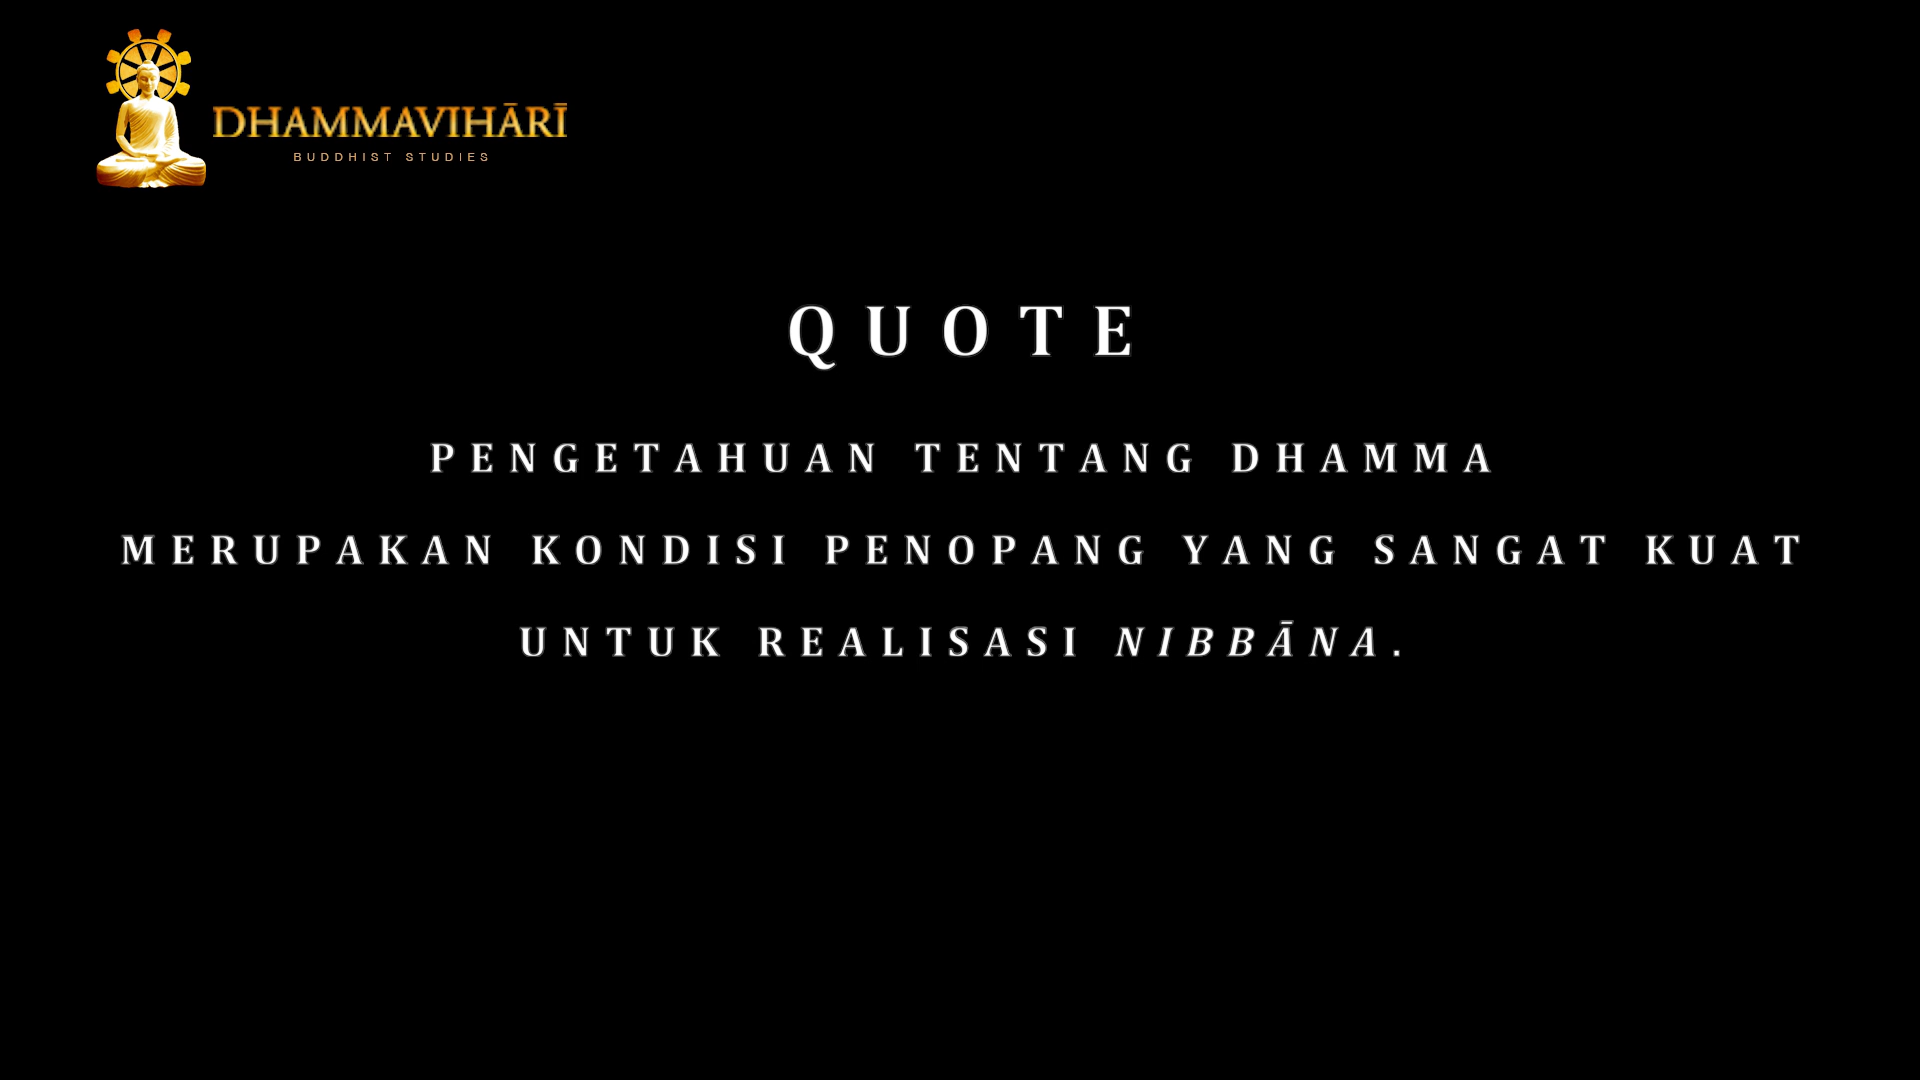 DHAMMAVIHĀRĪ
BUDDHIST STUDIES
QUOTE
PENGETAHUAN TENTANG DHAMMA
MERUPAKAN KONDISI PENOPANG YANG SANGAT KUAT
UNTUK REALISASI NIBBĀNA.